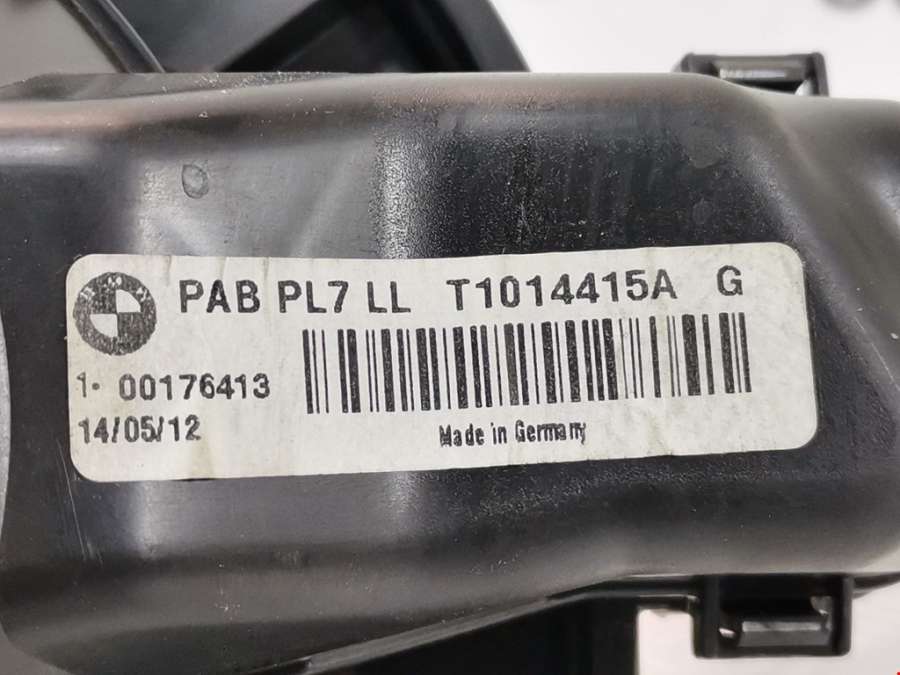 PAB PL7 LL T1014415A G
1. 00176413
14/05/12
Made in Germany